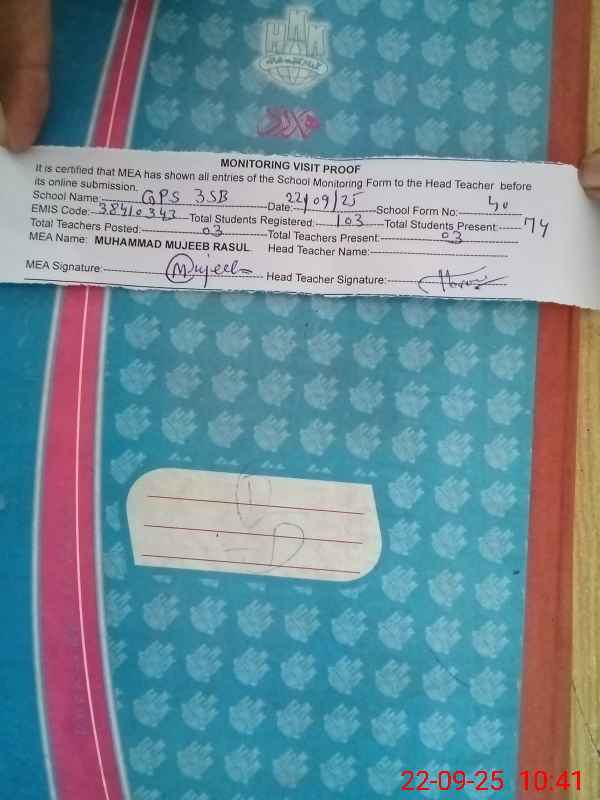 MONITORING VISIT PROOF
It is certified that MEA has shown all entries of the School Monitoring Form to the Head Teacher before
its online submission.
School Name: GPS 3SB Date: 22/09/25 School Form No: 40
EMIS Code: 38410343 Total Students Registered: 103 Total Students Present: 74
Total Teachers Posted: 03 Total Teachers Present: 03
MEA Name: MUHAMMAD MUJEEB RASUL Head Teacher Name:
MEA Signature: Mujeeb Head Teacher Signature:
22-09-25 10:41